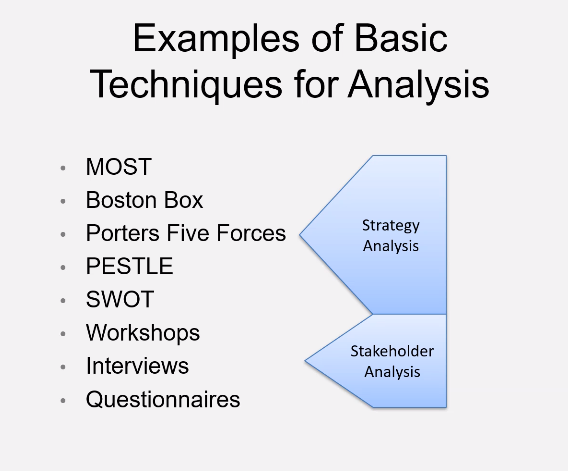 Examples of Basic
Techniques for Analysis
• MOST
• Boston Box
• Porters Five Forces
• PESTLE
• SWOT
• Workshops
• Interviews
• Questionnaires
Strategy
Analysis
Stakeholder
Analysis